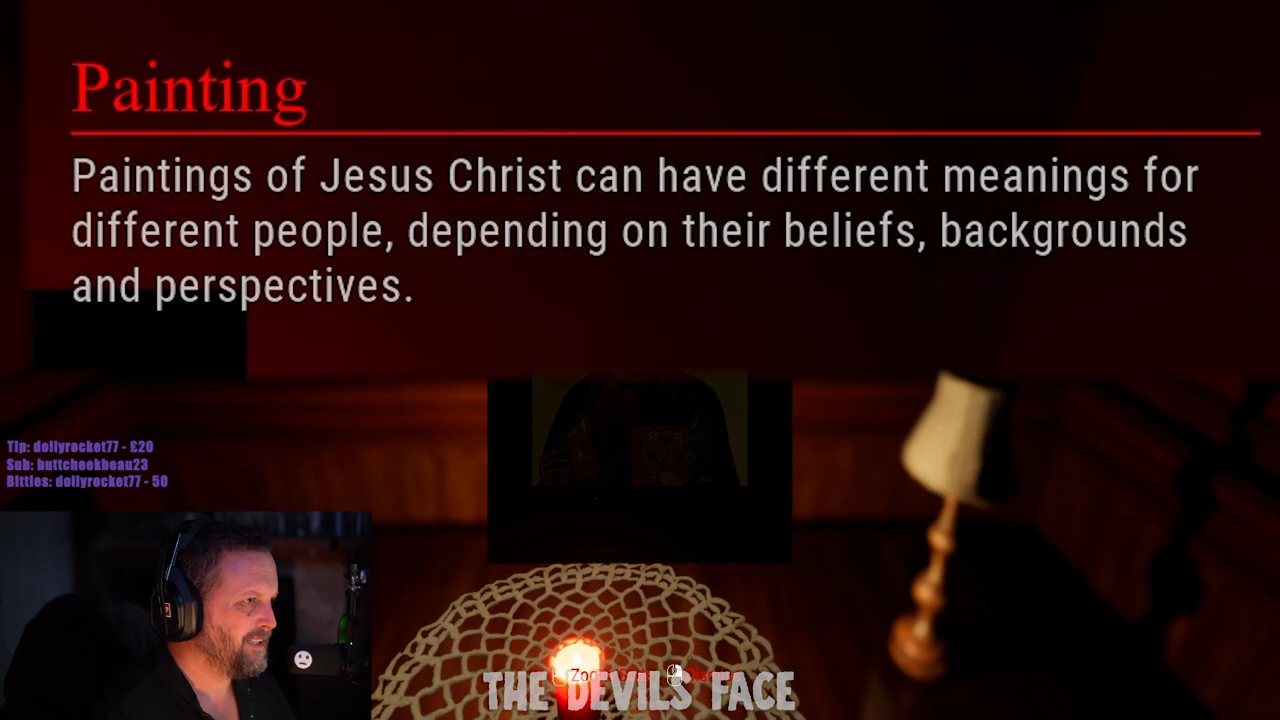 Painting
Paintings of Jesus Christ can have different meanings for
different people, depending on their beliefs, backgrounds
and perspectives.
Tip: dollyrocket77 - £20
Sub: buttcheekbeau23
Bitties: dollyrocket77 - 50
THE DEVILS FACE